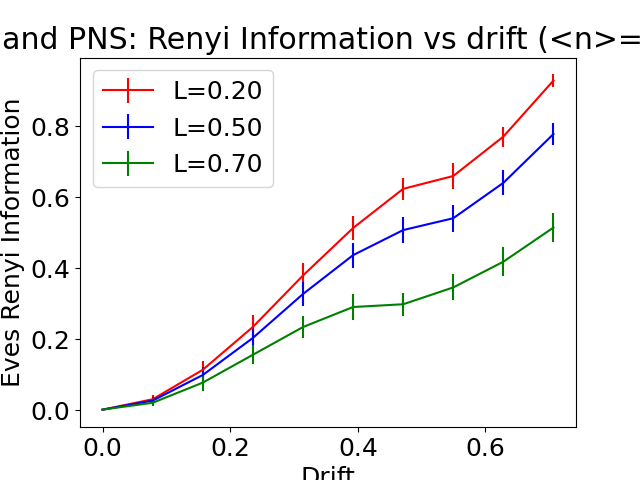 and PNS: Renyi Information vs drift (<n>=
L=0.20
L=0.50
L=0.70
Eves Renyi Information
0.8
0.6
0.4
0.2
0.0
0.0 0.2 0.4 0.6
Drift